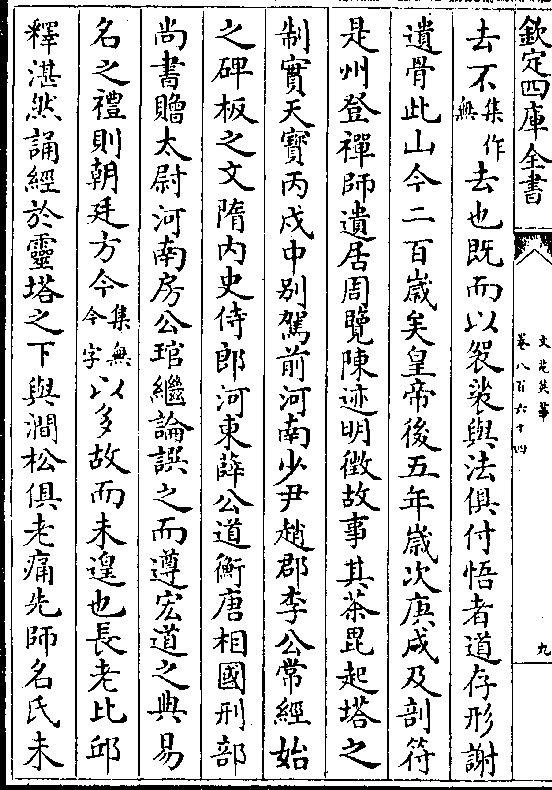 欽定四庫全書
文苑英華
卷八百六十四
九
去不集作無去也既而以袈裟與法俱付悟者道存形謝
遺骨此山今二百歲矣皇帝後五年歲次庚戌及剖符
是州登禪師遺居周覽陳迹明徵故事其茶毘起塔之
制實天寶丙戌中別駕前河南少尹趙郡李公常經始
之碑板之文隋内史侍郎河東薛公道衡唐相國刑部
尚書贈太尉河南房公琯繼論譔之而遵宏道之典易
名之禮則朝廷方今集無今字以多故而未遑也長老比邱
釋湛然誦經於靈塔之下與澗松俱老痛先師名氏未